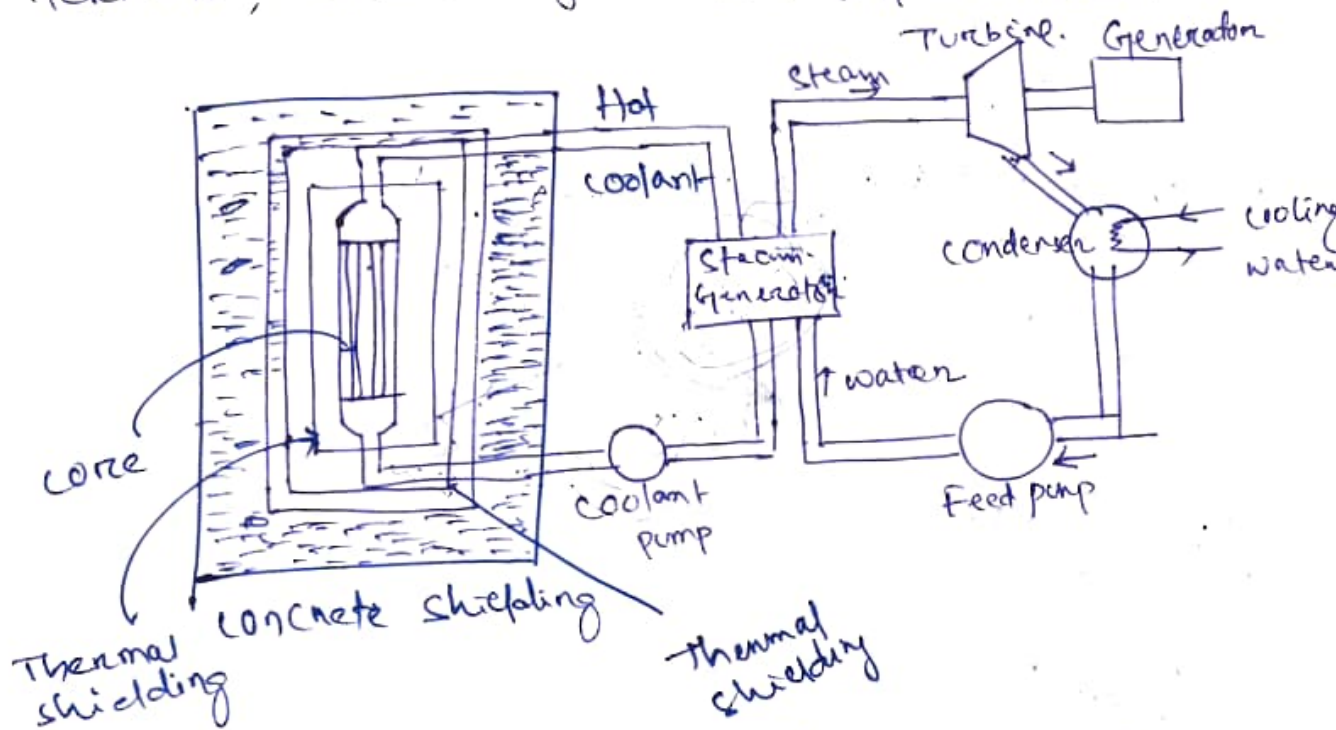 Turbine. Generator
Steam
Hot
coolant
cooling
water
condenser
Steam-
Generator
water
core
coolant
pump
Feed pump
concrete shielding
Thermal
shielding
Thermal
shielding